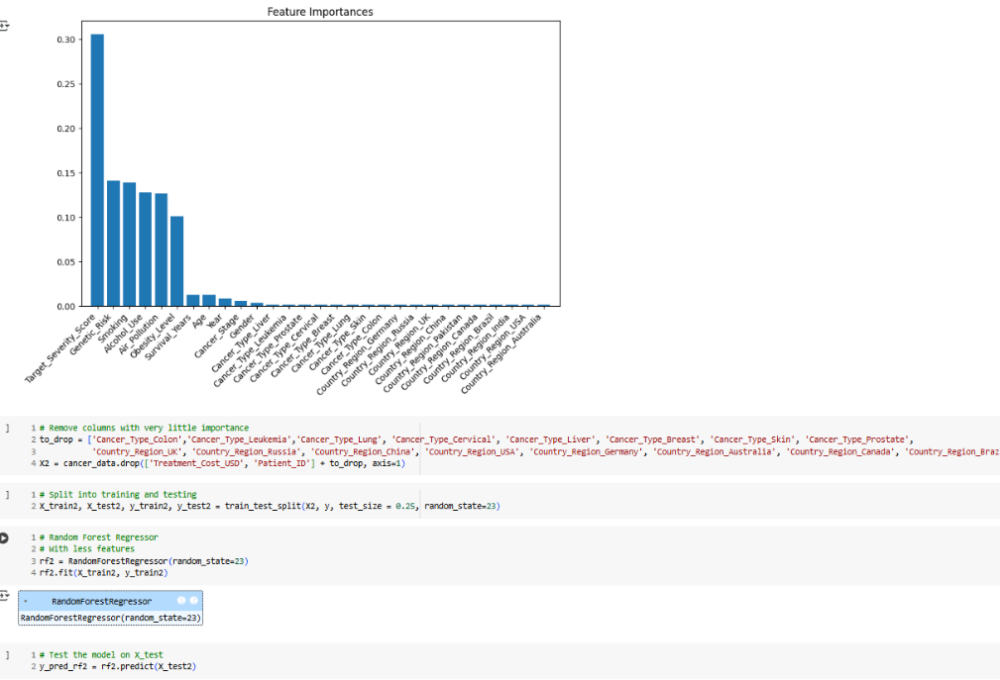 Feature Importances
0.30
0.25
0.20
0.15
0.10
0.05
0.00
Target_Severity_Score
Genetic_Risk
Smoking
Alcohol_Use
Air_Pollution
Obesity_Level
Survival_Years
Age
Year
Cancer_Stage
Gender
Cancer_Type_Liver
Cancer_Type_Leukemia
Cancer_Type_Prostate
Cancer_Type_Cervical
Cancer_Type_Breast
Cancer_Type_Lung
Cancer_Type_Skin
Cancer_Type_Colon
Country_Region_Germany
Country_Region_Russia
Country_Region_UK
Country_Region_China
Country_Region_Pakistan
Country_Region_Canada
Country_Region_Brazil
Country_Region_India
Country_Region_USA
Country_Region_Australia
] 1 # Remove columns with very little importance
2 to_drop = ['Cancer_Type_Colon','Cancer_Type_Leukemia','Cancer_Type_Lung', 'Cancer_Type_Cervical', 'Cancer_Type_Liver', 'Cancer_Type_Breast', 'Cancer_Type_Skin', 'Cancer_Type_Prostate',
3 'Country_Region_UK', 'Country_Region_Russia', 'Country_Region_China', 'Country_Region_USA', 'Country_Region_Germany', 'Country_Region_Australia', 'Country_Region_Canada', 'Country_Region_Braz
4 X2 = cancer_data.drop(['Treatment_Cost_USD', 'Patient_ID'] + to_drop, axis=1)
] 1 # Split into training and testing
2 X_train2, X_test2, y_train2, y_test2 = train_test_split(X2, y, test_size = 0.25, random_state=23)
1 # Random Forest Regressor
2 # With less features
3 rf2 = RandomForestRegressor(random_state=23)
4 rf2.fit(X_train2, y_train2)
RandomForestRegressor
RandomForestRegressor(random_state=23)
] 1 # Test the model on X_test
2 y_pred_rf2 = rf2.predict(X_test2)